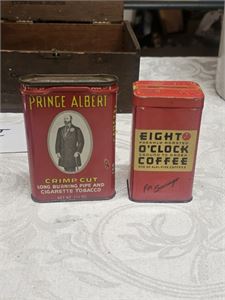 PRINCE ALBERT
CRIMP CUT
LONG BURNING PIPE AND
CIGARETTE TOBACCO
EIGHT
O'CLOCK
COFFEE